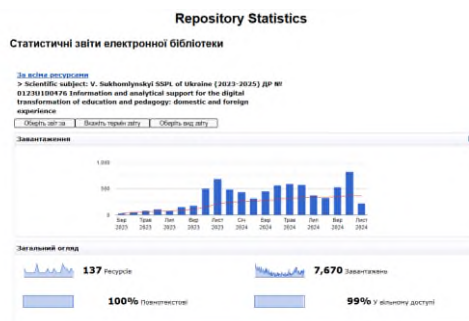 Repository Statistics
Статистичні звіти електронної бібліотеки
За всіма ресурсами
> Scientific subject: V. Sukhomlynskyi SSPL of Ukraine (2023-2025) ДР №
0123U100476 Information and analytical support for the digital
transformation of education and pedagogy: domestic and foreign
experience
Оберіть звіт за Вкажіть термін звіту Оберіть вид звіту
Завантаження
1,000
500
0
Бер Трав Лип Вер Лист Січ Бер Трав Лип Вер Лист
2023 2023 2023 2023 2023 2024 2024 2024 2024 2024 2024
Загальний огляд
137 Ресурсів 7,670 Завантажень
100% Повнотекстові 99% У вільному доступі